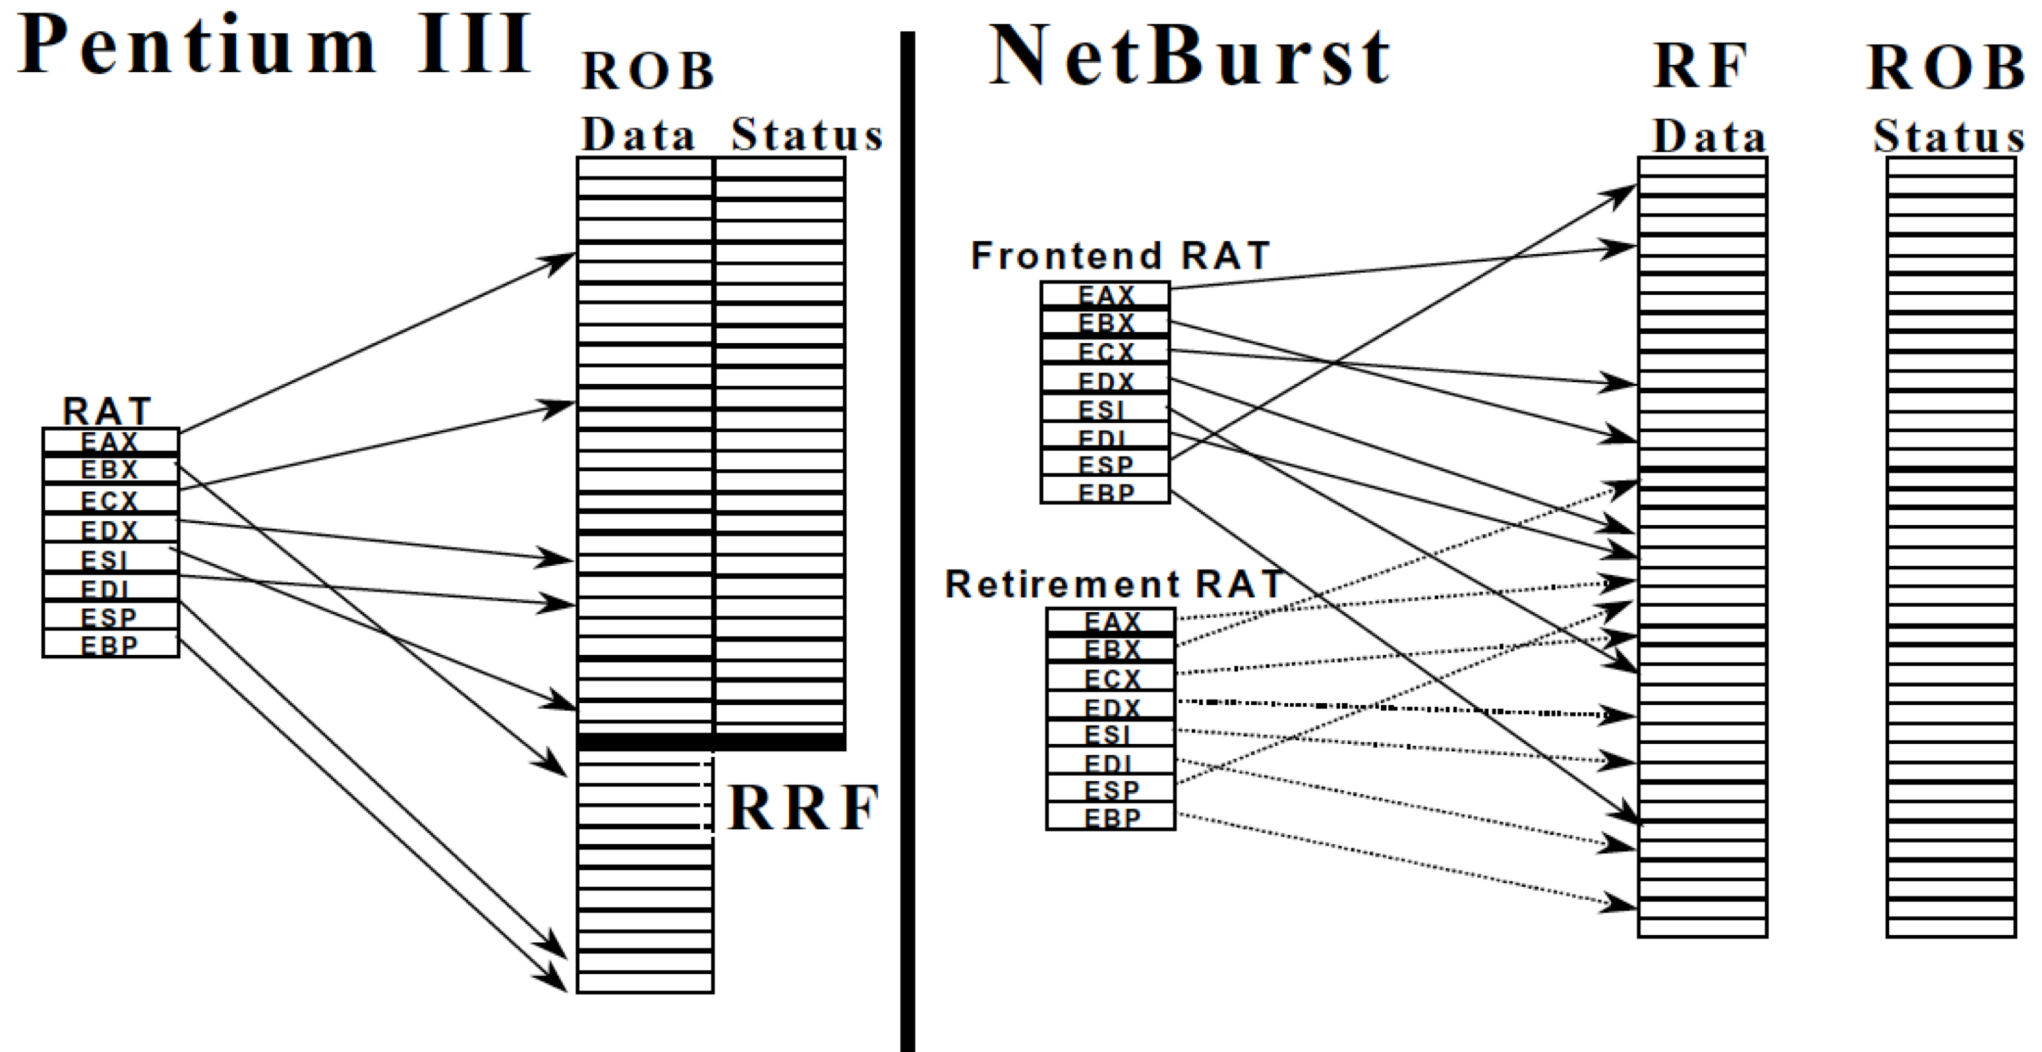 Pentium III
ROB
Data Status
RAT
EAX
EBX
ECX
EDX
ESI
EDI
ESP
EBP
RRF
NetBurst
RF
Data
ROB
Status
Frontend RAT
EAX
EBX
ECX
EDX
ESI
EDI
ESP
EBP
Retirement RAT
EAX
EBX
ECX
EDX
ESI
EDI
ESP
EBP